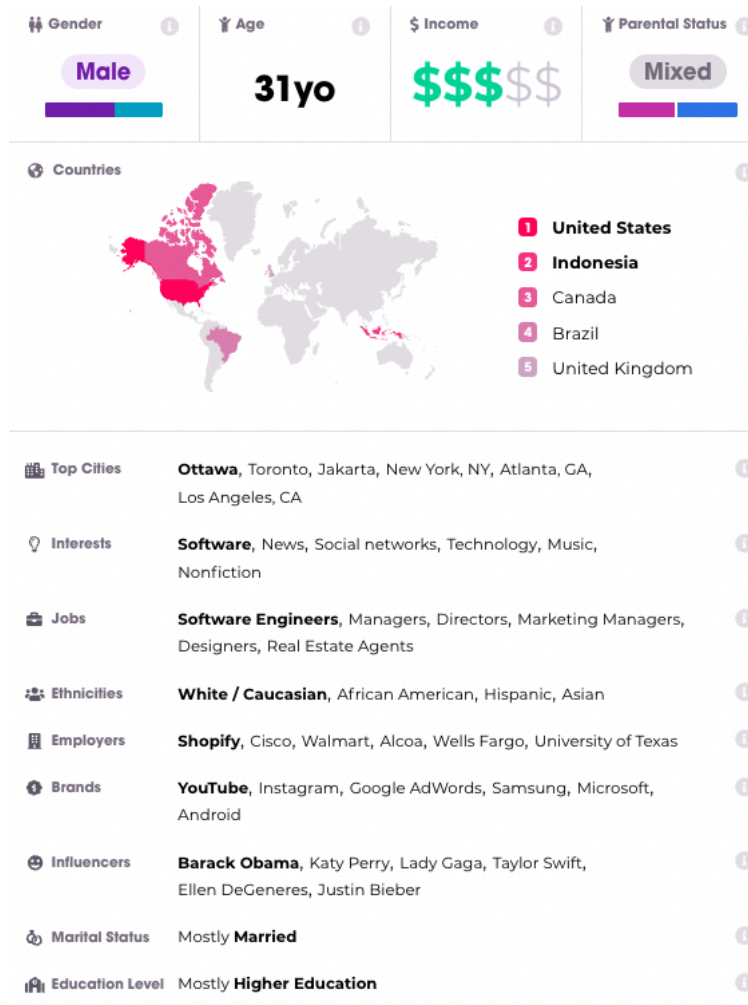 Gender
Age
$ Income
Parental Status
Male
31yo
$$$$$
Mixed
Countries
1 United States
2 Indonesia
3 Canada
4 Brazil
5 United Kingdom
Top Cities
Ottawa, Toronto, Jakarta, New York, NY, Atlanta, GA,
Los Angeles, CA
Interests
Software, News, Social networks, Technology, Music,
Nonfiction
Jobs
Software Engineers, Managers, Directors, Marketing Managers,
Designers, Real Estate Agents
Ethnicities
White / Caucasian, African American, Hispanic, Asian
Employers
Shopify, Cisco, Walmart, Alcoa, Wells Fargo, University of Texas
Brands
YouTube, Instagram, Google AdWords, Samsung, Microsoft,
Android
Influencers
Barack Obama, Katy Perry, Lady Gaga, Taylor Swift,
Ellen DeGeneres, Justin Bieber
Marital Status
Mostly Married
Education Level
Mostly Higher Education